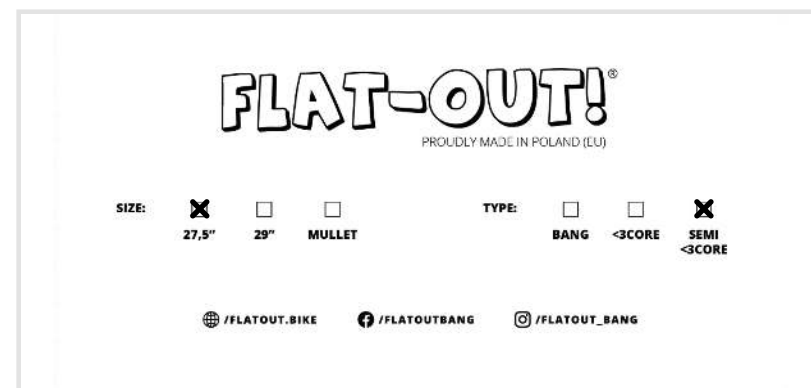 FLAT-OUT!®
PROUDLY MADE IN POLAND (EU)
SIZE:
27,5" 29" MULLET
TYPE:
BANG <3CORE SEMI
<3CORE
/FLATOUT.BIKE /FLATOUTBANG /FLATOUT_BANG